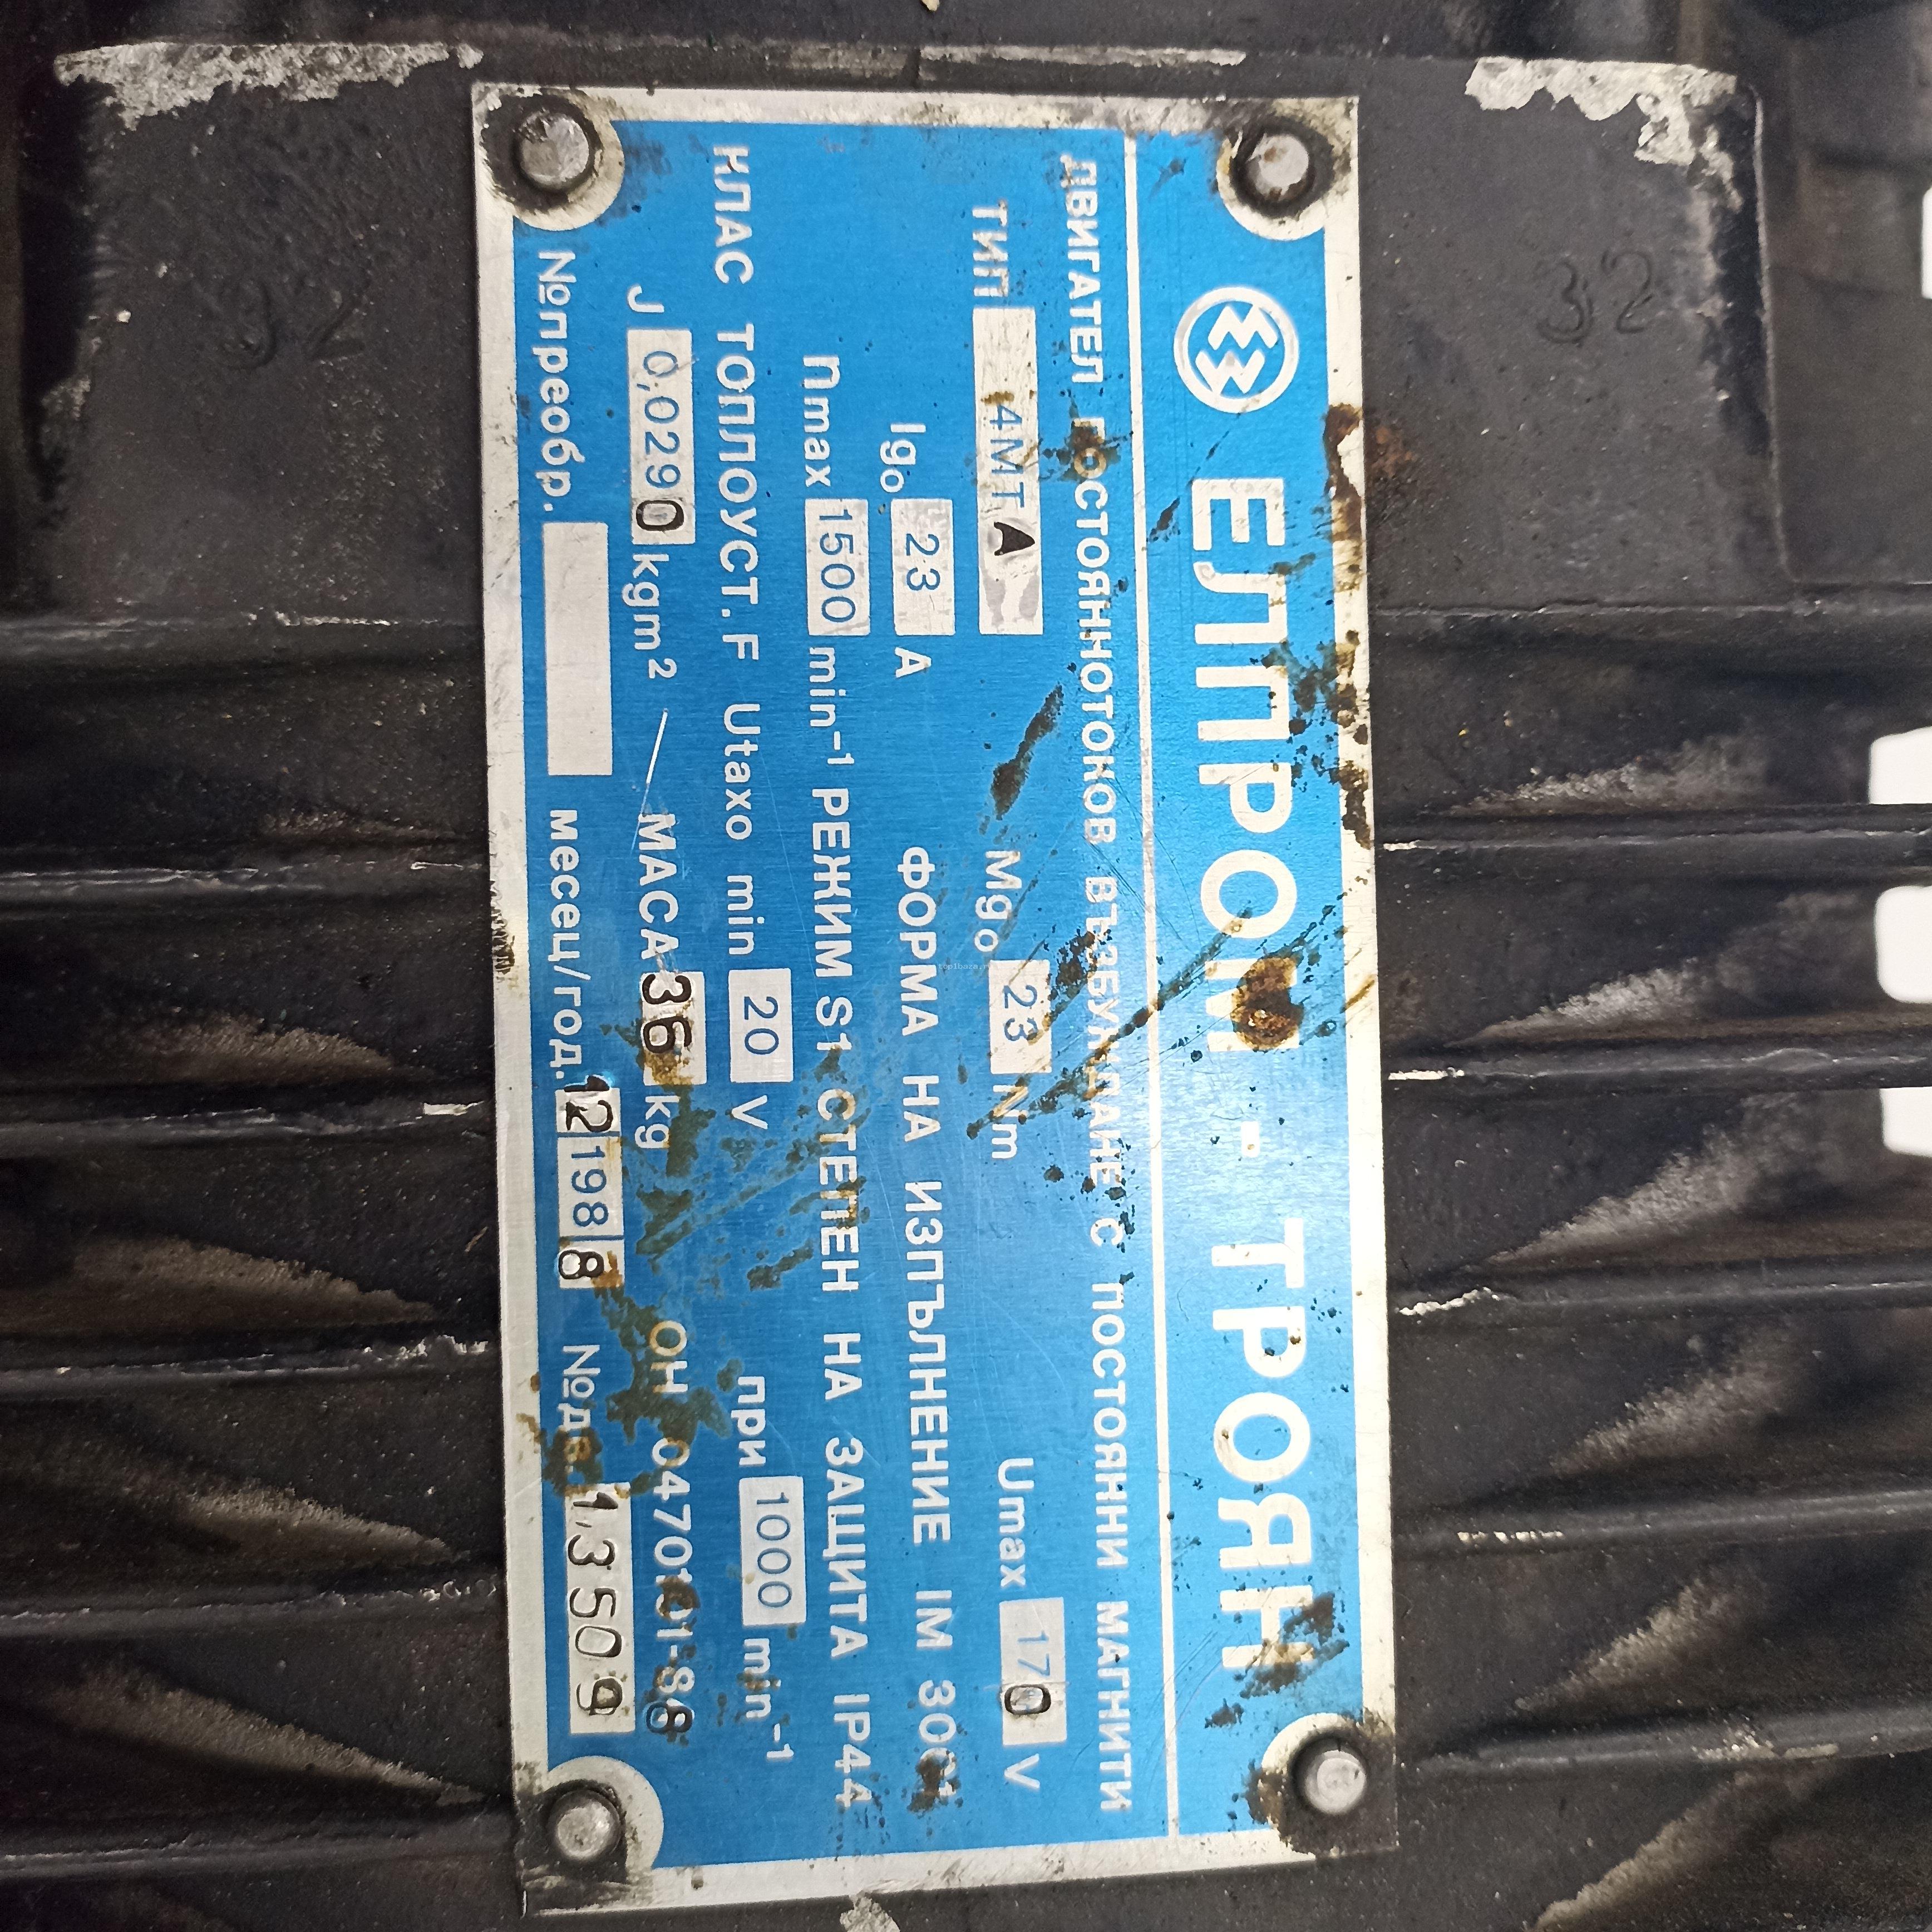 ЕЛПРОМ - ТРОЯН
ДВИГАТЕЛ ПОСТОЯННОТОКОВ ВЪЗБУЖДАНЕ С ПОСТОЯННИ МАГНИТИ
ТИП 4МТА Mgo 23 Nm Umax 170 V
Igo 23 A ФОРМА НА ИЗПЪЛНЕНИЕ IM 3001
nmax 1500 min⁻¹ РЕЖИМ S1 СТЕПЕН НА ЗАЩИТА IP44
КЛАС ТОПЛОУСТ. F Utaxo min 20 V при 1000 min⁻¹
J 0,0290 kgm² МАСА 36 kg ОН 0470101-88
№преобр. месец/год. 12 1988 №дв. 13509
32
32